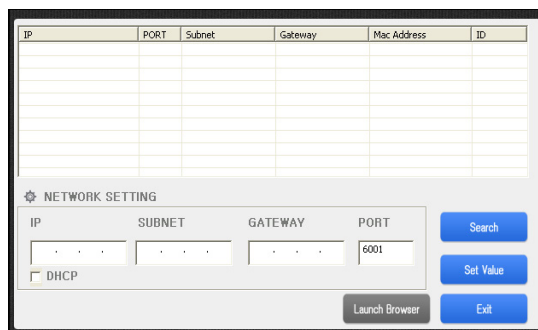 IP PORT Subnet Gateway Mac Address ID
NETWORK SETTING
IP SUBNET GATEWAY PORT
. . . . . . . . . 6001
DHCP
Search
Set Value
Launch Browser Exit